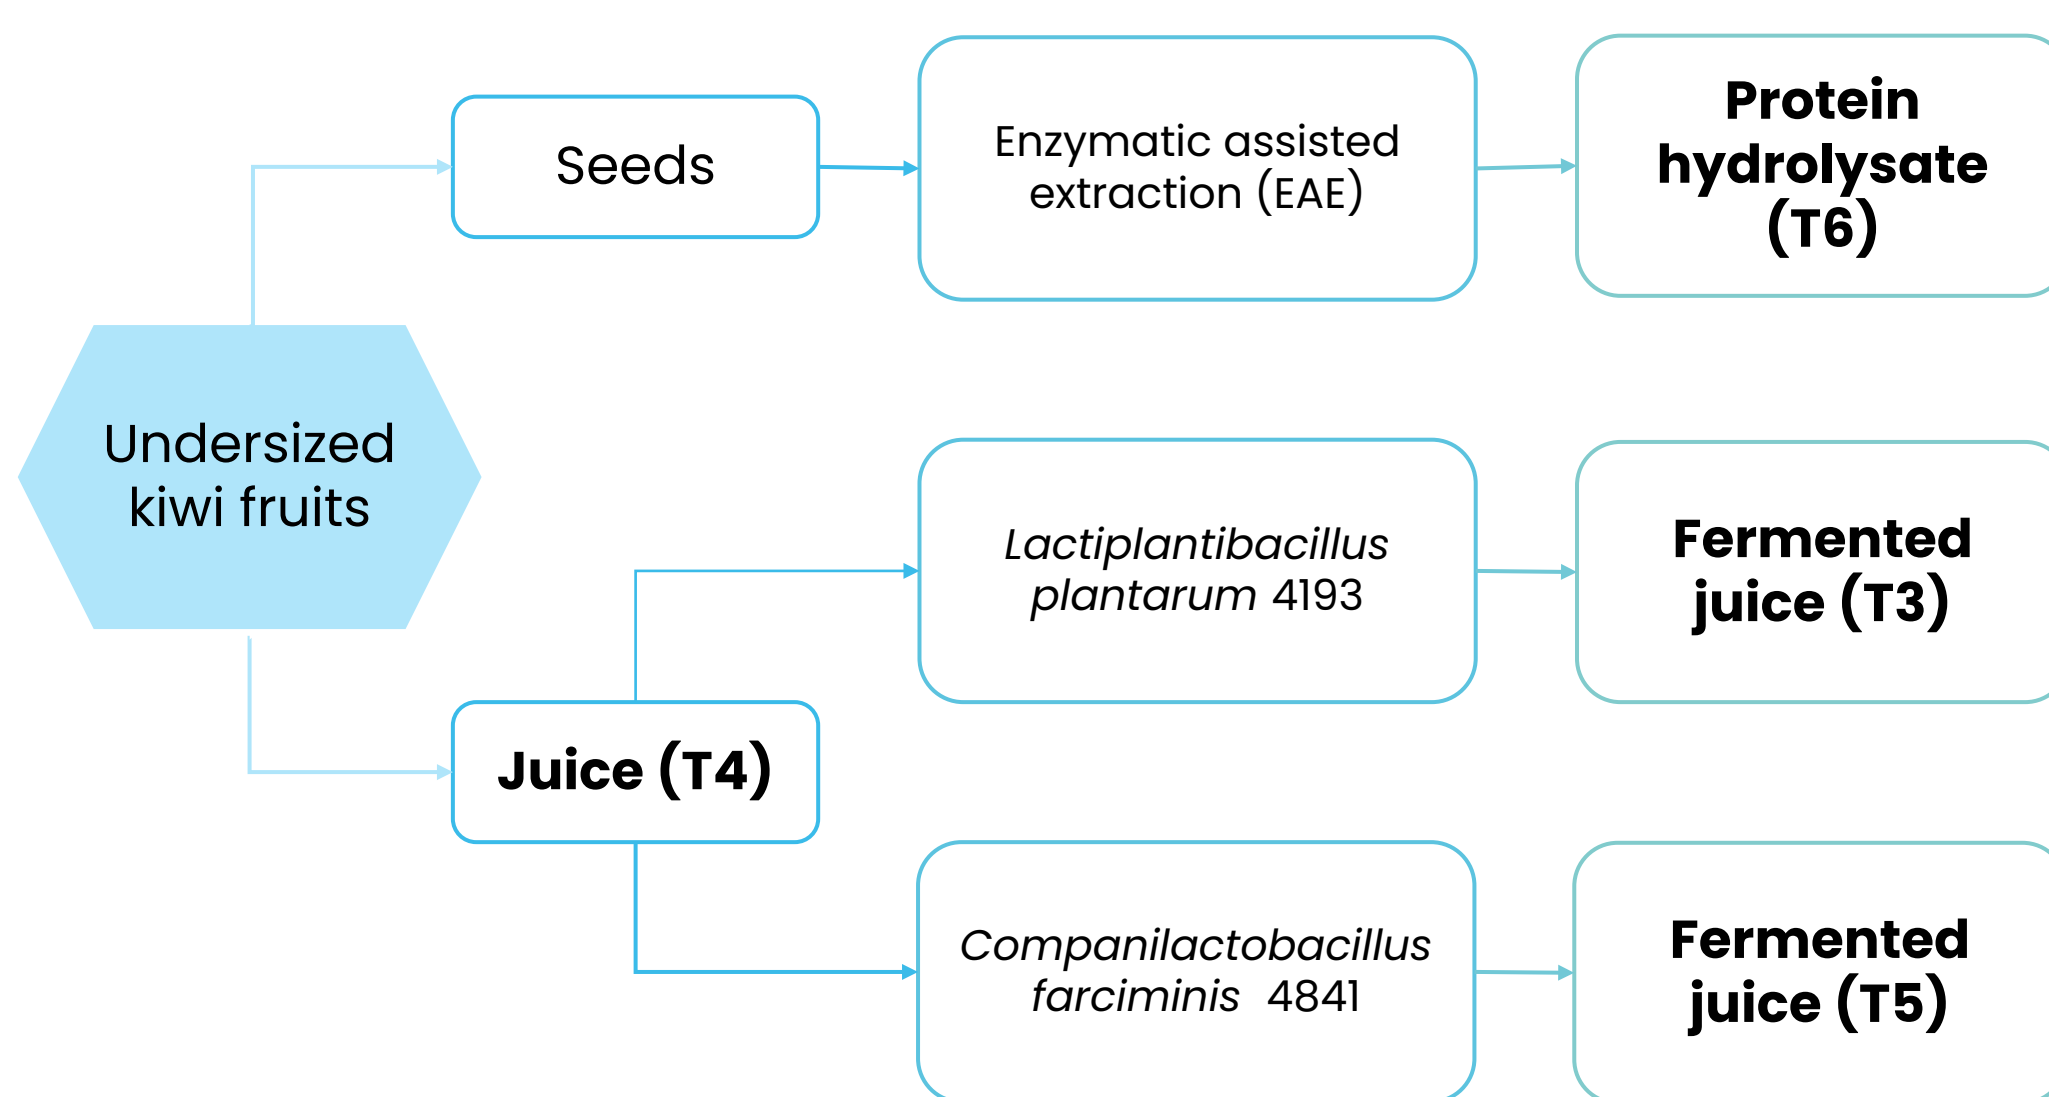 Seeds
Enzymatic assisted
extraction (EAE)
Protein
hydrolysate
(T6)
Undersized
kiwi fruits
Lactiplantibacillus
plantarum 4193
Fermented
juice (T3)
Juice (T4)
Companilactobacillus
farciminis 4841
Fermented
juice (T5)